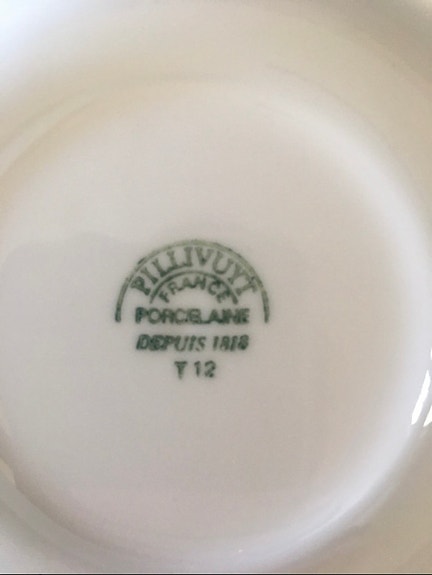 PILLIVUYT
FRANCE
PORCELAINE
DEPUIS 1818
T 12